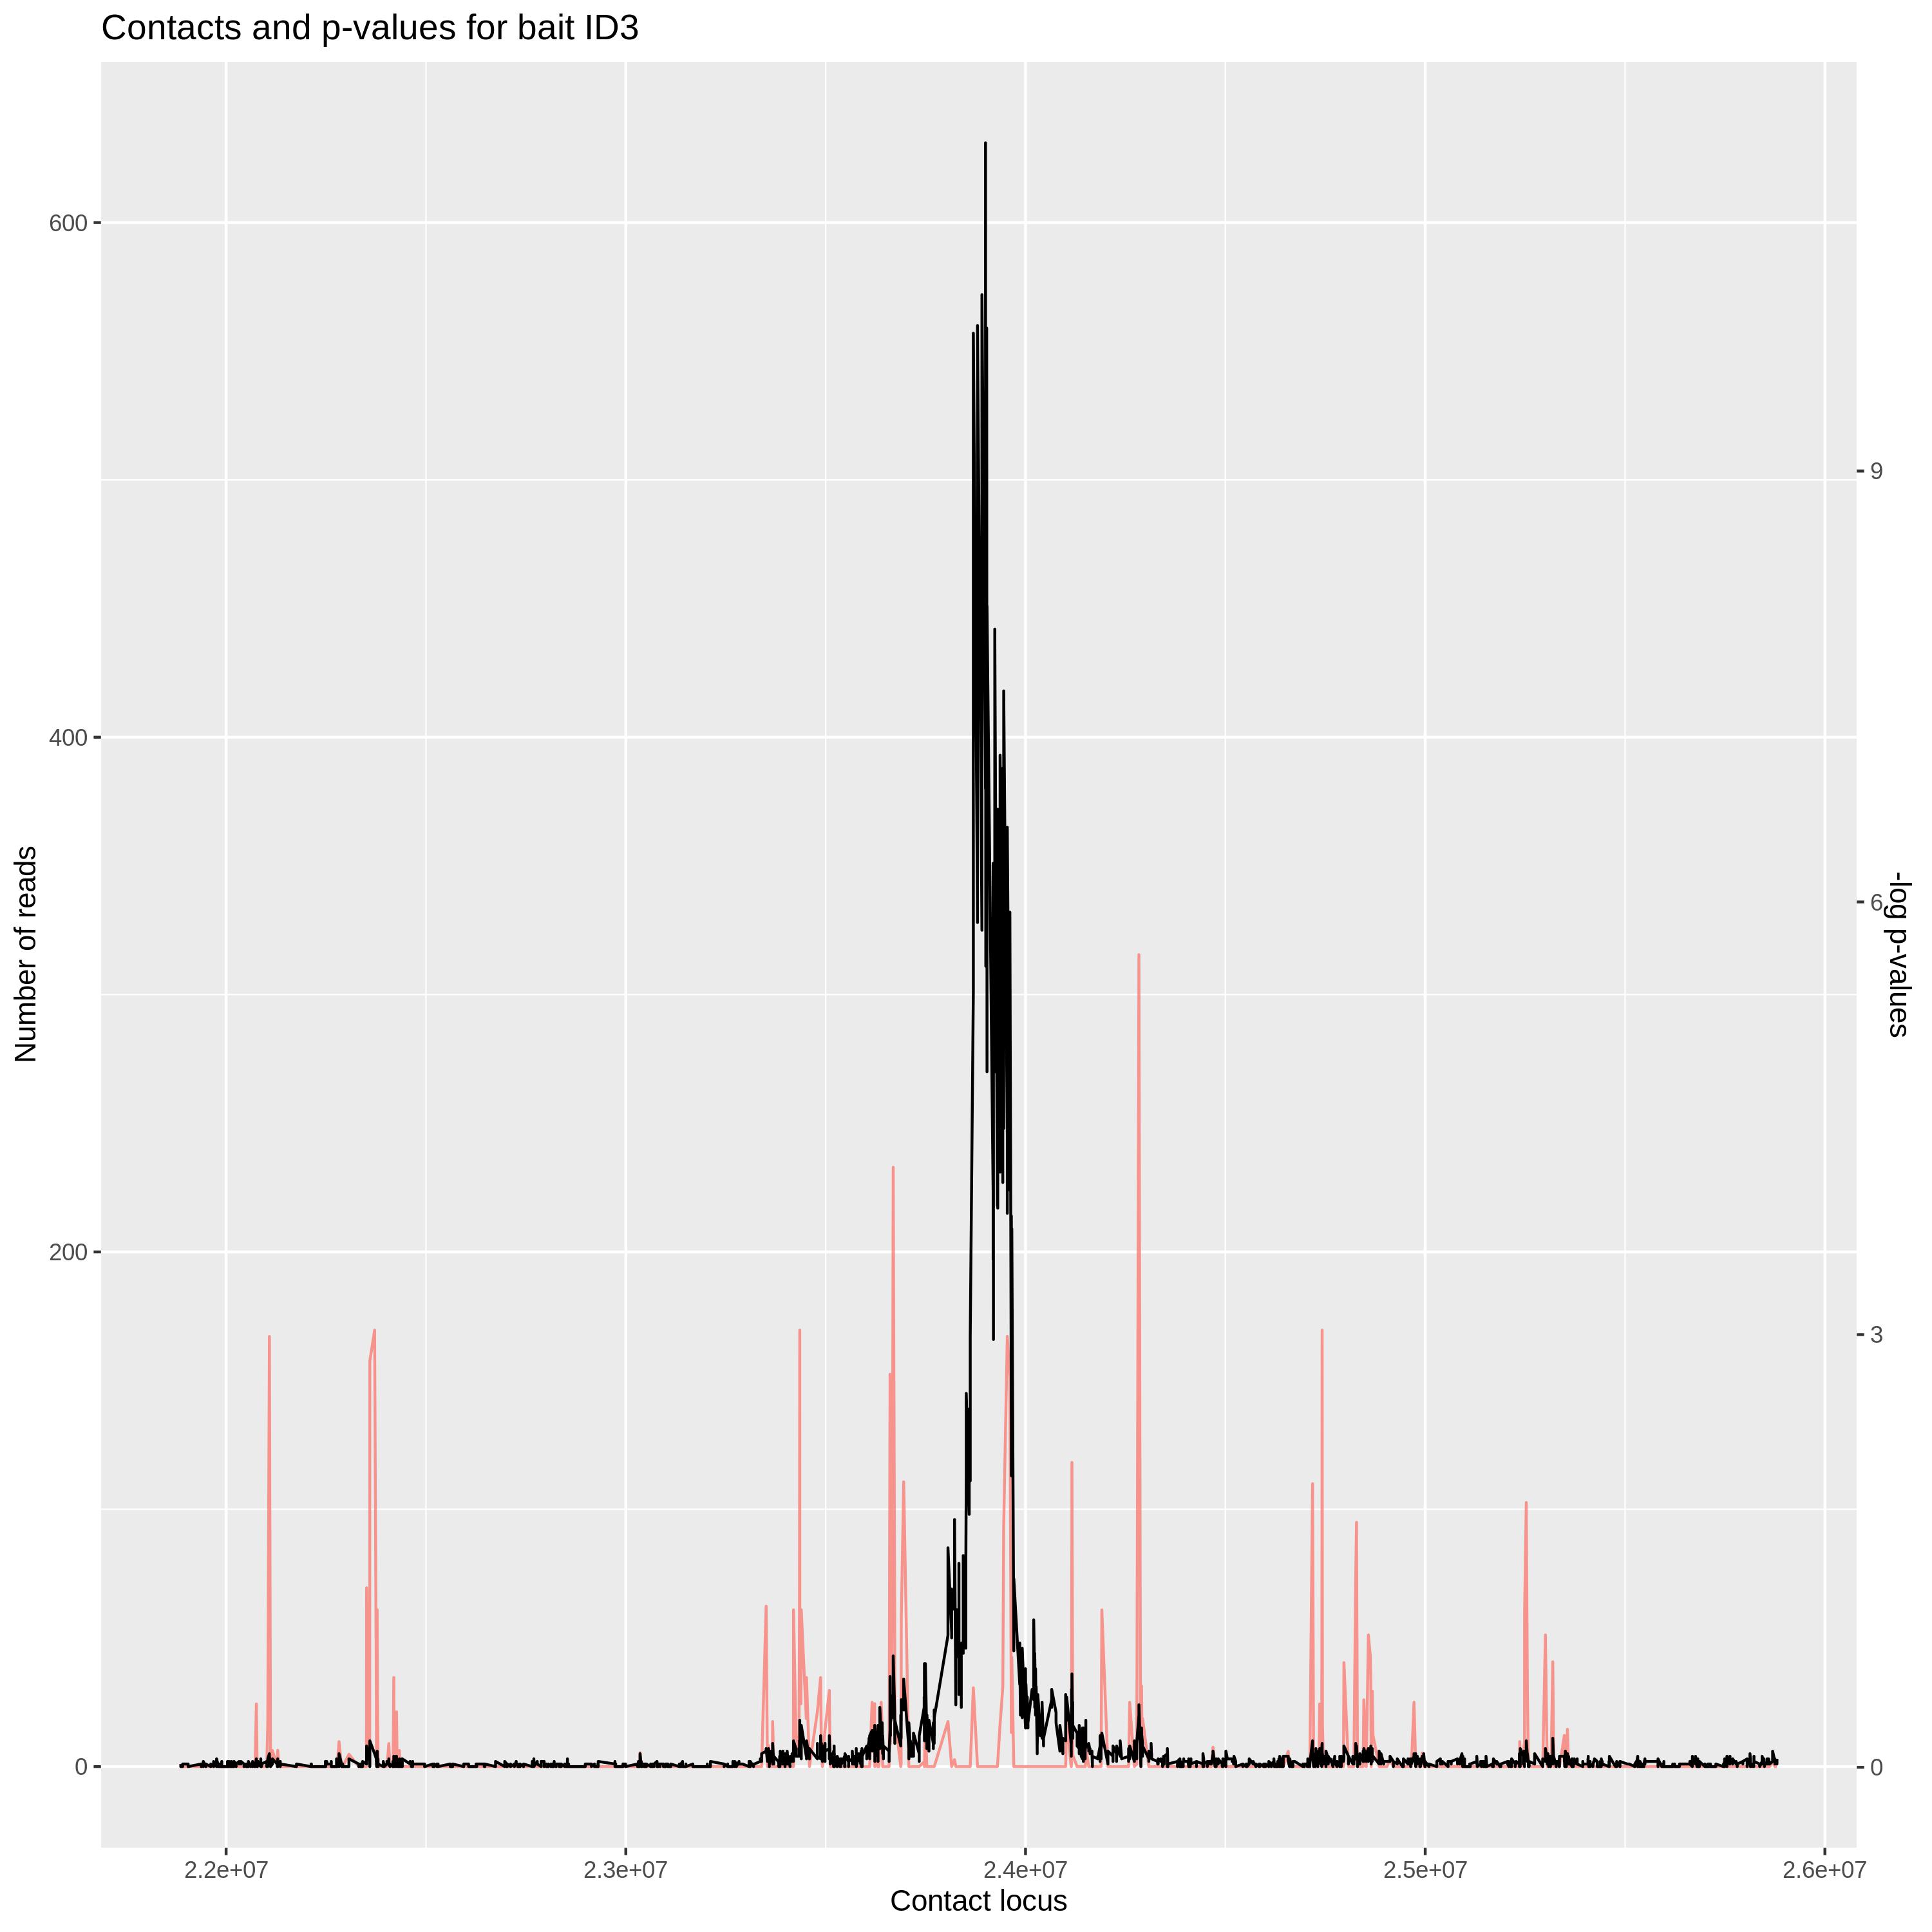 Contacts and p-values for bait ID3
600
400
200
0
Number of reads
9
6
3
0
-log p-values
2.2e+07
2.3e+07
2.4e+07
2.5e+07
2.6e+07
Contact locus